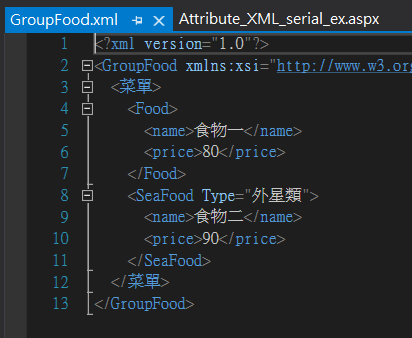 GroupFood.xml Attribute_XML_serial_ex.aspx
1 <?xml version="1.0"?>
2 <GroupFood xmlns:xsi="http://www.w3.org
3 <菜單>
4 <Food>
5 <name>食物一</name>
6 <price>80</price>
7 </Food>
8 <SeaFood Type="外星類">
9 <name>食物二</name>
10 <price>90</price>
11 </SeaFood>
12 </菜單>
13 </GroupFood>